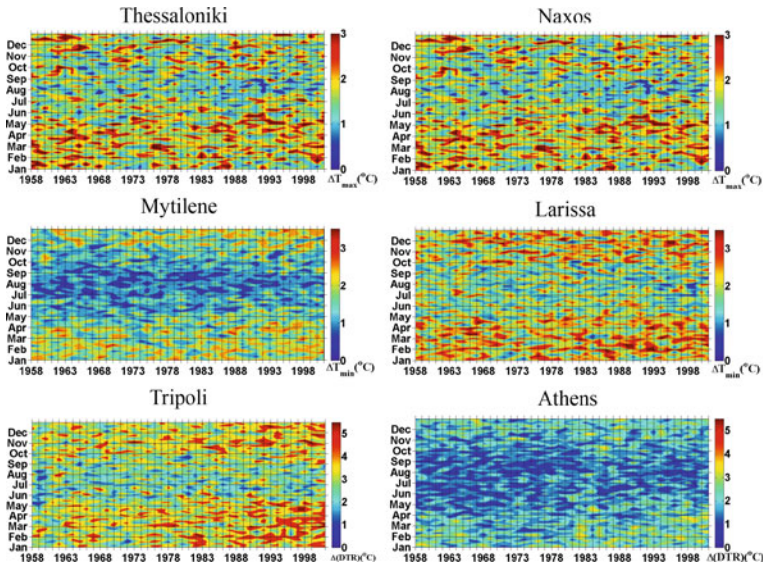 Thessaloniki
3
Dec
Nov
Oct
Sep
Aug
Jul
Jun
May
Apr
Mar
Feb
Jan
2
1
0
1958 1963 1968 1973 1978 1983 1988 1993 1998 ΔTmax(°C)
Naxos
3
Dec
Nov
Oct
Sep
Aug
Jul
Jun
May
Apr
Mar
Feb
Jan
2
1
0
1958 1963 1968 1973 1978 1983 1988 1993 1998 ΔTmax(°C)
Mytilene
Dec
Nov
Oct
Sep
Aug
Jul
Jun
May
Apr
Mar
Feb
Jan
3
2
1
0
1958 1963 1968 1973 1978 1983 1988 1993 1998 ΔTmin(°C)
Larissa
Dec
Nov
Oct
Sep
Aug
Jul
Jun
May
Apr
Mar
Feb
Jan
3
2
1
0
1958 1963 1968 1973 1978 1983 1988 1993 1998 ΔTmin(°C)
Tripoli
Dec
Nov
Oct
Sep
Aug
Jul
Jun
May
Apr
Mar
Feb
Jan
5
4
3
2
1
0
1958 1963 1968 1973 1978 1983 1988 1993 1998 Δ(DTR)(°C)
Athens
Dec
Nov
Oct
Sep
Aug
Jul
Jun
May
Apr
Mar
Feb
Jan
5
4
3
2
1
0
1958 1963 1968 1973 1978 1983 1988 1993 1998 Δ(DTR)(°C)